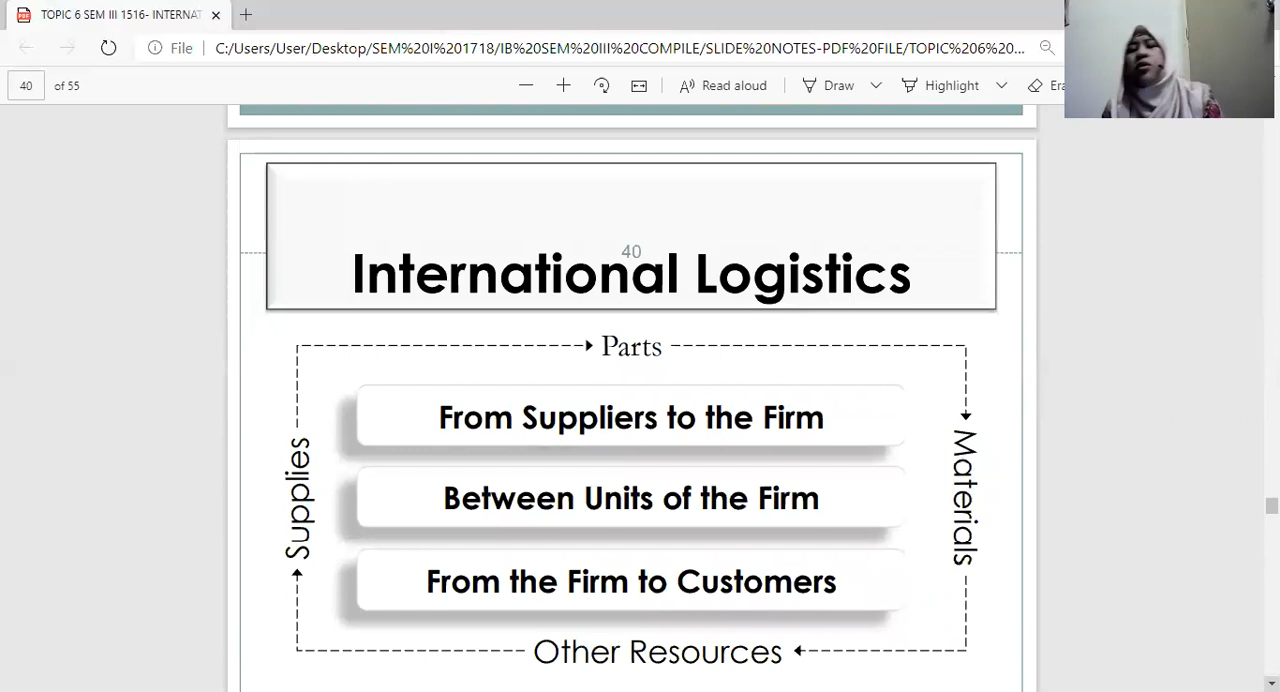 TOPIC 6 SEM III 1516- INTERNAT
File
C:/Users/User/Desktop/SEM%20I%201718/IB%20SEM%20III%20COMPILE/SLIDE%20NOTES-PDF%20FILE/TOPIC%206%20...
40 of 55
Read aloud
Draw
Highlight
Era
40
International Logistics
Parts
From Suppliers to the Firm
Supplies
Materials
Between Units of the Firm
From the Firm to Customers
Other Resources